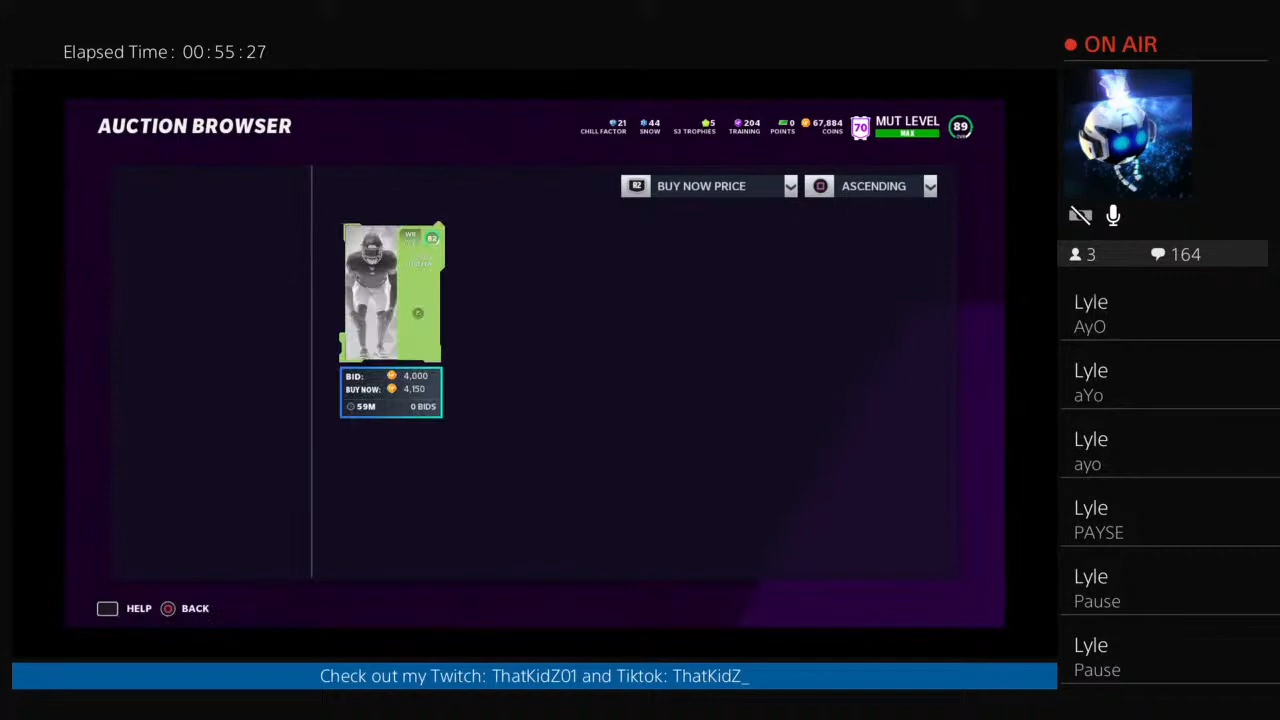 Elapsed Time: 00:55:27
ON AIR
AUCTION BROWSER
21 CHILL FACTOR
44 SNOW
5 S3 TROPHIES
204 TRAINING
0 POINTS
67,884 COINS
70
MUT LEVEL
MAX
89 OVR
R2 BUY NOW PRICE
ASCENDING
WR
82
BID: 4,000
BUY NOW: 4,150
59M 0 BIDS
HELP
BACK
3 164
Lyle
AyO
Lyle
aYo
Lyle
ayo
Lyle
PAYSE
Lyle
Pause
Lyle
Pause
Check out my Twitch: ThatKidZ01 and Tiktok: ThatKidZ_